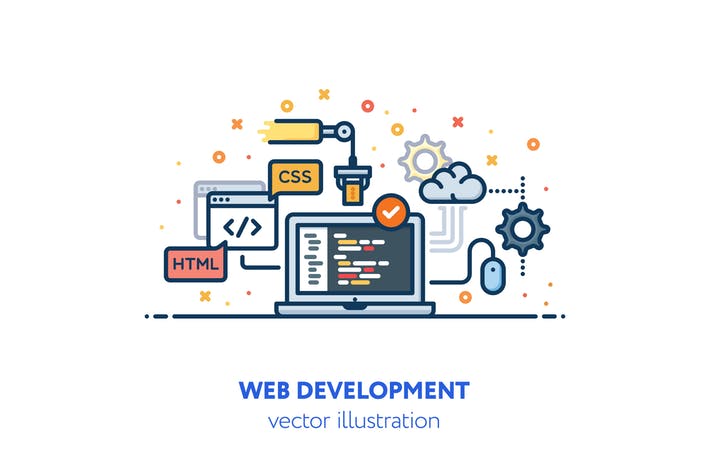 CSS
</>
HTML
WEB DEVELOPMENT
vector illustration